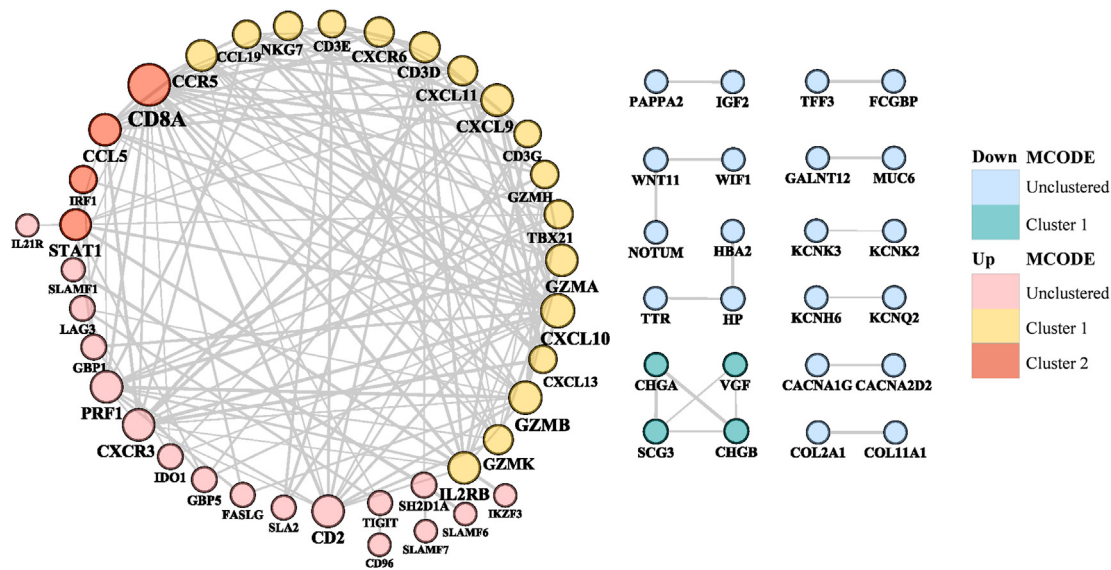 CCL19
NKG7
CD3E
CXCR6
CCR5
CD3D
CXCL11
CD8A
CXCL9
CCL5
CD3G
IRF1
GZMH
IL21R
STAT1
TBX21
SLAMF1
GZMA
LAG3
CXCL10
GBP1
CXCL13
PRF1
GZMB
CXCR3
GZMK
IDO1
IL2RB
GBP5
FASLG
SLA2
CD2
TIGIT
SH2D1A
IKZF3
SLAMF6
SLAMF7
CD96
PAPPA2 IGF2 TFF3 FCGBP
WNT11 WIF1 GALNT12 MUC6
NOTUM HBA2 KCNK3 KCNK2
TTR HP KCNH6 KCNQ2
CHGA VGF CACNA1G CACNA2D2
SCG3 CHGB COL2A1 COL11A1
Down MCODE
Unclustered
Cluster 1
Up MCODE
Unclustered
Cluster 1
Cluster 2